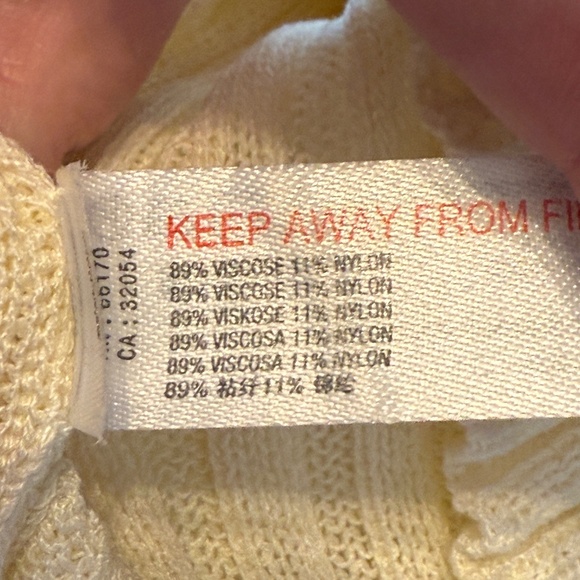 KEEP AWAY FROM
89% VISCOSE 11% NYLON
89% VISCOSE 11% NYLON
89% VISKOSE 11% NYLON
89% VISCOSA 11% NYLON
89% VISCOSA 11% NYLON
89% 粘纤 11% 锦纶
CA : 32054